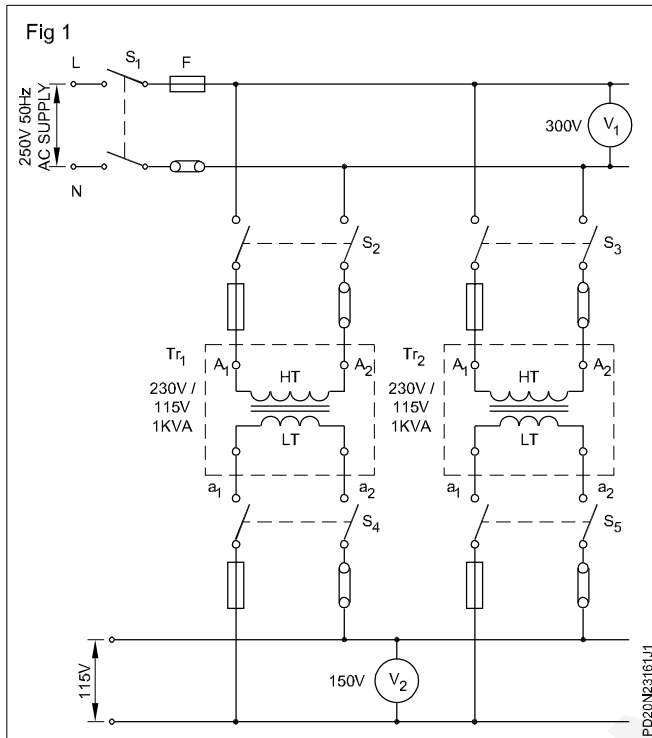 Fig 1
L
S1
F
250V 50Hz
AC SUPPLY
300V
V1
N
S2
S3
Tr1
A1
A2
HT
LT
230V /
115V
1KVA
a1
a2
Tr2
A1
A2
HT
LT
230V /
115V
1KVA
a1
a2
S4
S5
115V
150V
V2
PD20N23161J1